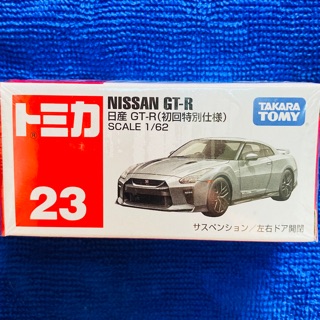 トミカ
23
NISSAN GT-R
日産 GT-R(初回特別仕様)
SCALE 1/62
TAKARA
TOMY
サスペンション/左右ドア開閉